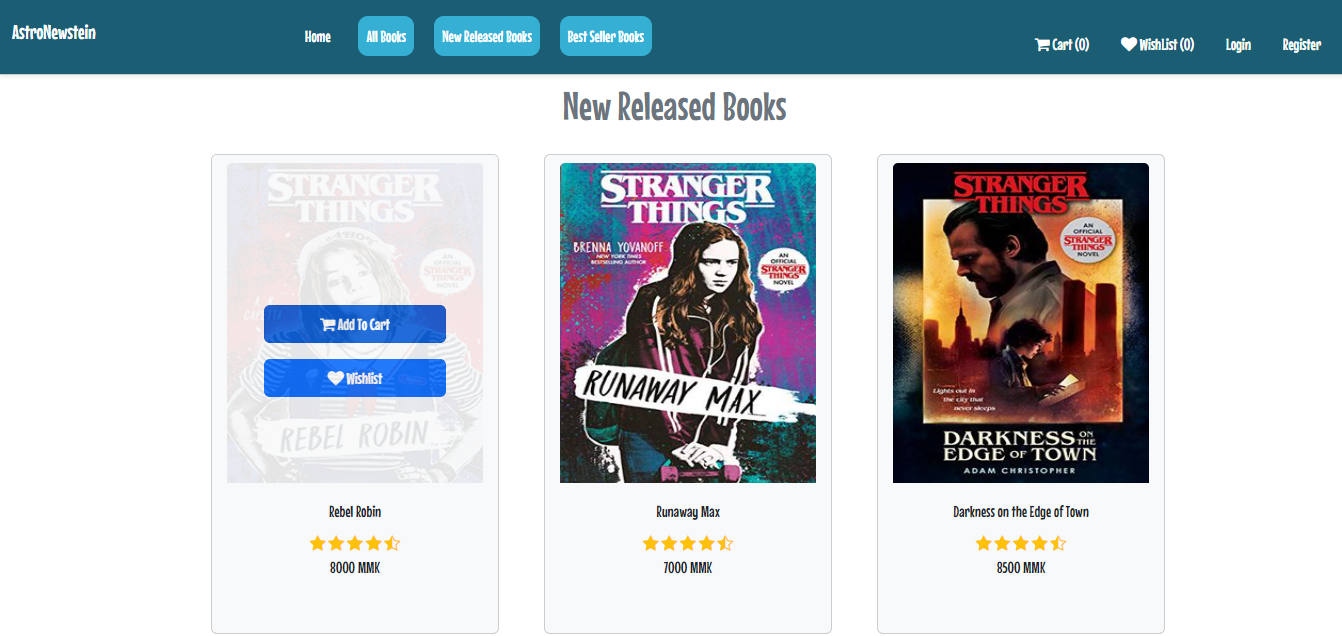 AstroNewstein
Home
All Books
New Released Books
Best Seller Books
Cart (0)
WishList (0)
Login
Register
New Released Books
STRANGER
THINGS
AN
OFFICIAL
STRANGER
THINGS
NOVEL
Add To Cart
Wishlist
REBEL ROBIN
Rebel Robin
8000 MMK
STRANGER
THINGS
BRENNA YOVANOFF
NEW YORK TIMES
BESTSELLING AUTHOR
AN
OFFICIAL
STRANGER
THINGS
NOVEL
RUNAWAY MAX
Runaway Max
7000 MMK
STRANGER
THINGS
AN
OFFICIAL
STRANGER
THINGS
NOVEL
Lights out in
the city that
never sleeps
DARKNESS ON THE
EDGE OF TOWN
ADAM CHRISTOPHER
Darkness on the Edge of Town
8500 MMK